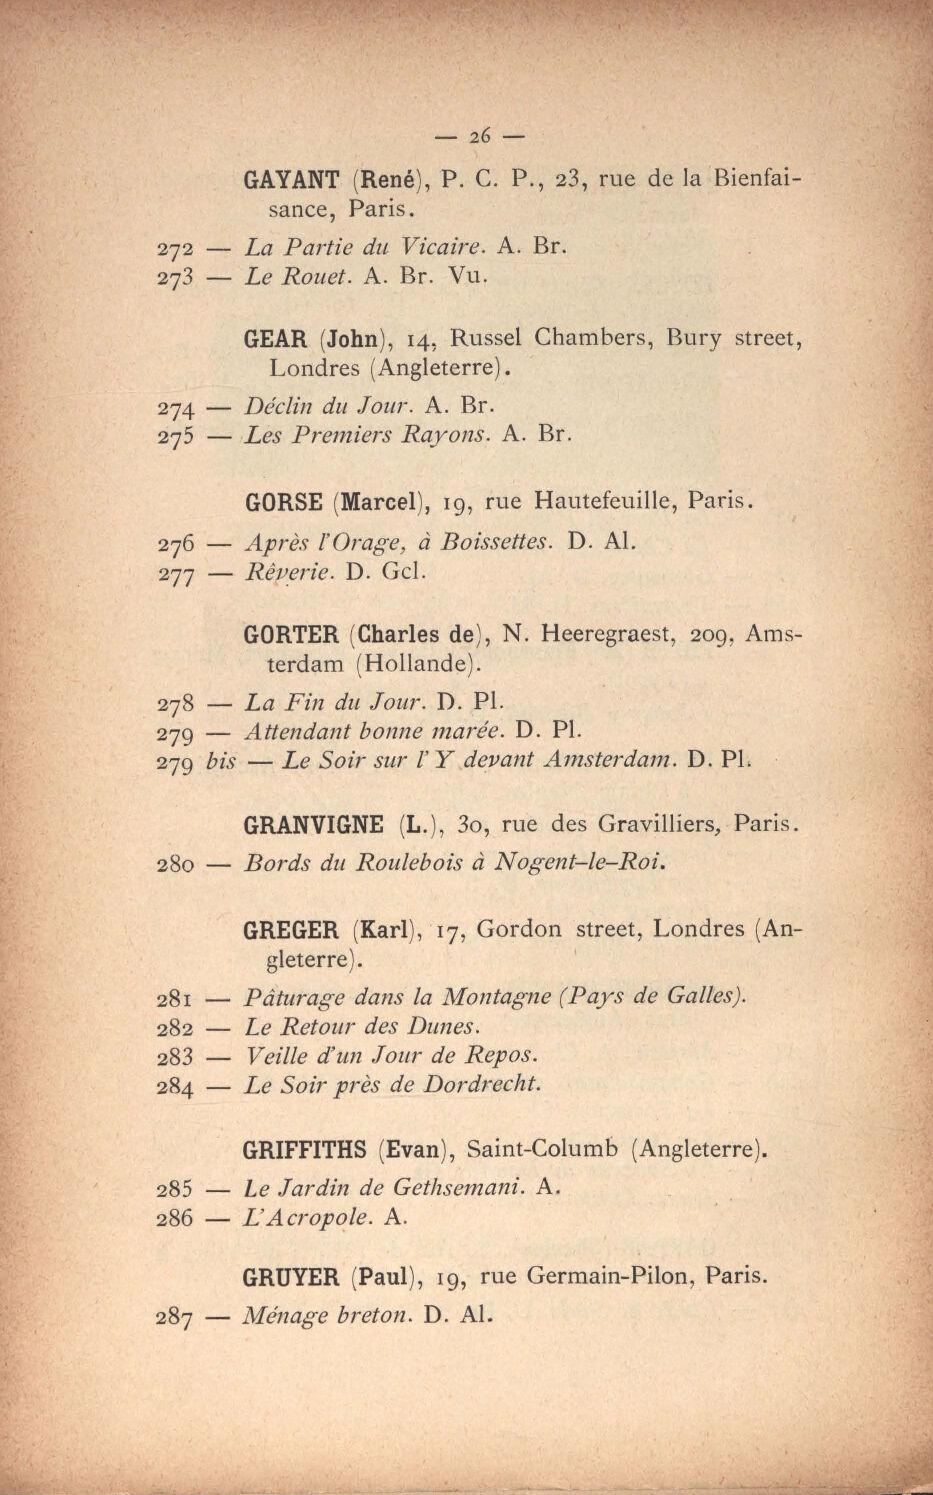 — 26 —
GAYANT (René), P. C. P., 23, rue de la Bienfai-
sance, Paris.
272 — La Partie du Vicaire. A. Br.
273 — Le Rouet. A. Br. Vu.
GEAR (John), 14, Russel Chambers, Bury street,
Londres (Angleterre).
274 — Déclin du Jour. A. Br.
275 — Les Premiers Rayons. A. Br.
GORSE (Marcel), 19, rue Hautefeuille, Paris.
276 — Après l'Orage, à Boissettes. D. Al.
277 — Rêverie. D. Gcl.
GORTER (Charles de), N. Heeregraest, 209, Ams-
terdam (Hollande).
278 — La Fin du Jour. D. Pl.
279 — Attendant bonne marée. D. Pl.
279 bis — Le Soir sur l'Y devant Amsterdam. D. Pl.
GRANVIGNE (L.), 30, rue des Gravilliers, Paris.
280 — Bords du Roulebois à Nogent-le-Roi.
GREGER (Karl), 17, Gordon street, Londres (An-
gleterre).
281 — Pâturage dans la Montagne (Pays de Galles).
282 — Le Retour des Dunes.
283 — Veille d'un Jour de Repos.
284 — Le Soir près de Dordrecht.
GRIFFITHS (Evan), Saint-Columb (Angleterre).
285 — Le Jardin de Gethsemani. A.
286 — L'Acropole. A.
GRUYER (Paul), 19, rue Germain-Pilon, Paris.
287 — Ménage breton. D. Al.